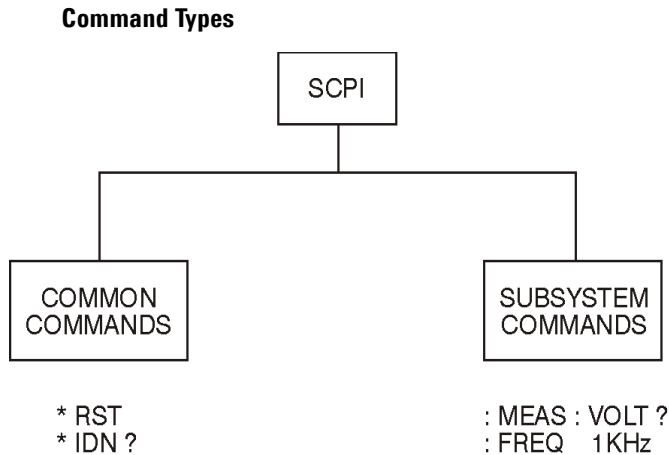 Command Types
SCPI
COMMON
COMMANDS
SUBSYSTEM
COMMANDS
* RST
* IDN ?
: MEAS : VOLT ?
: FREQ 1KHz